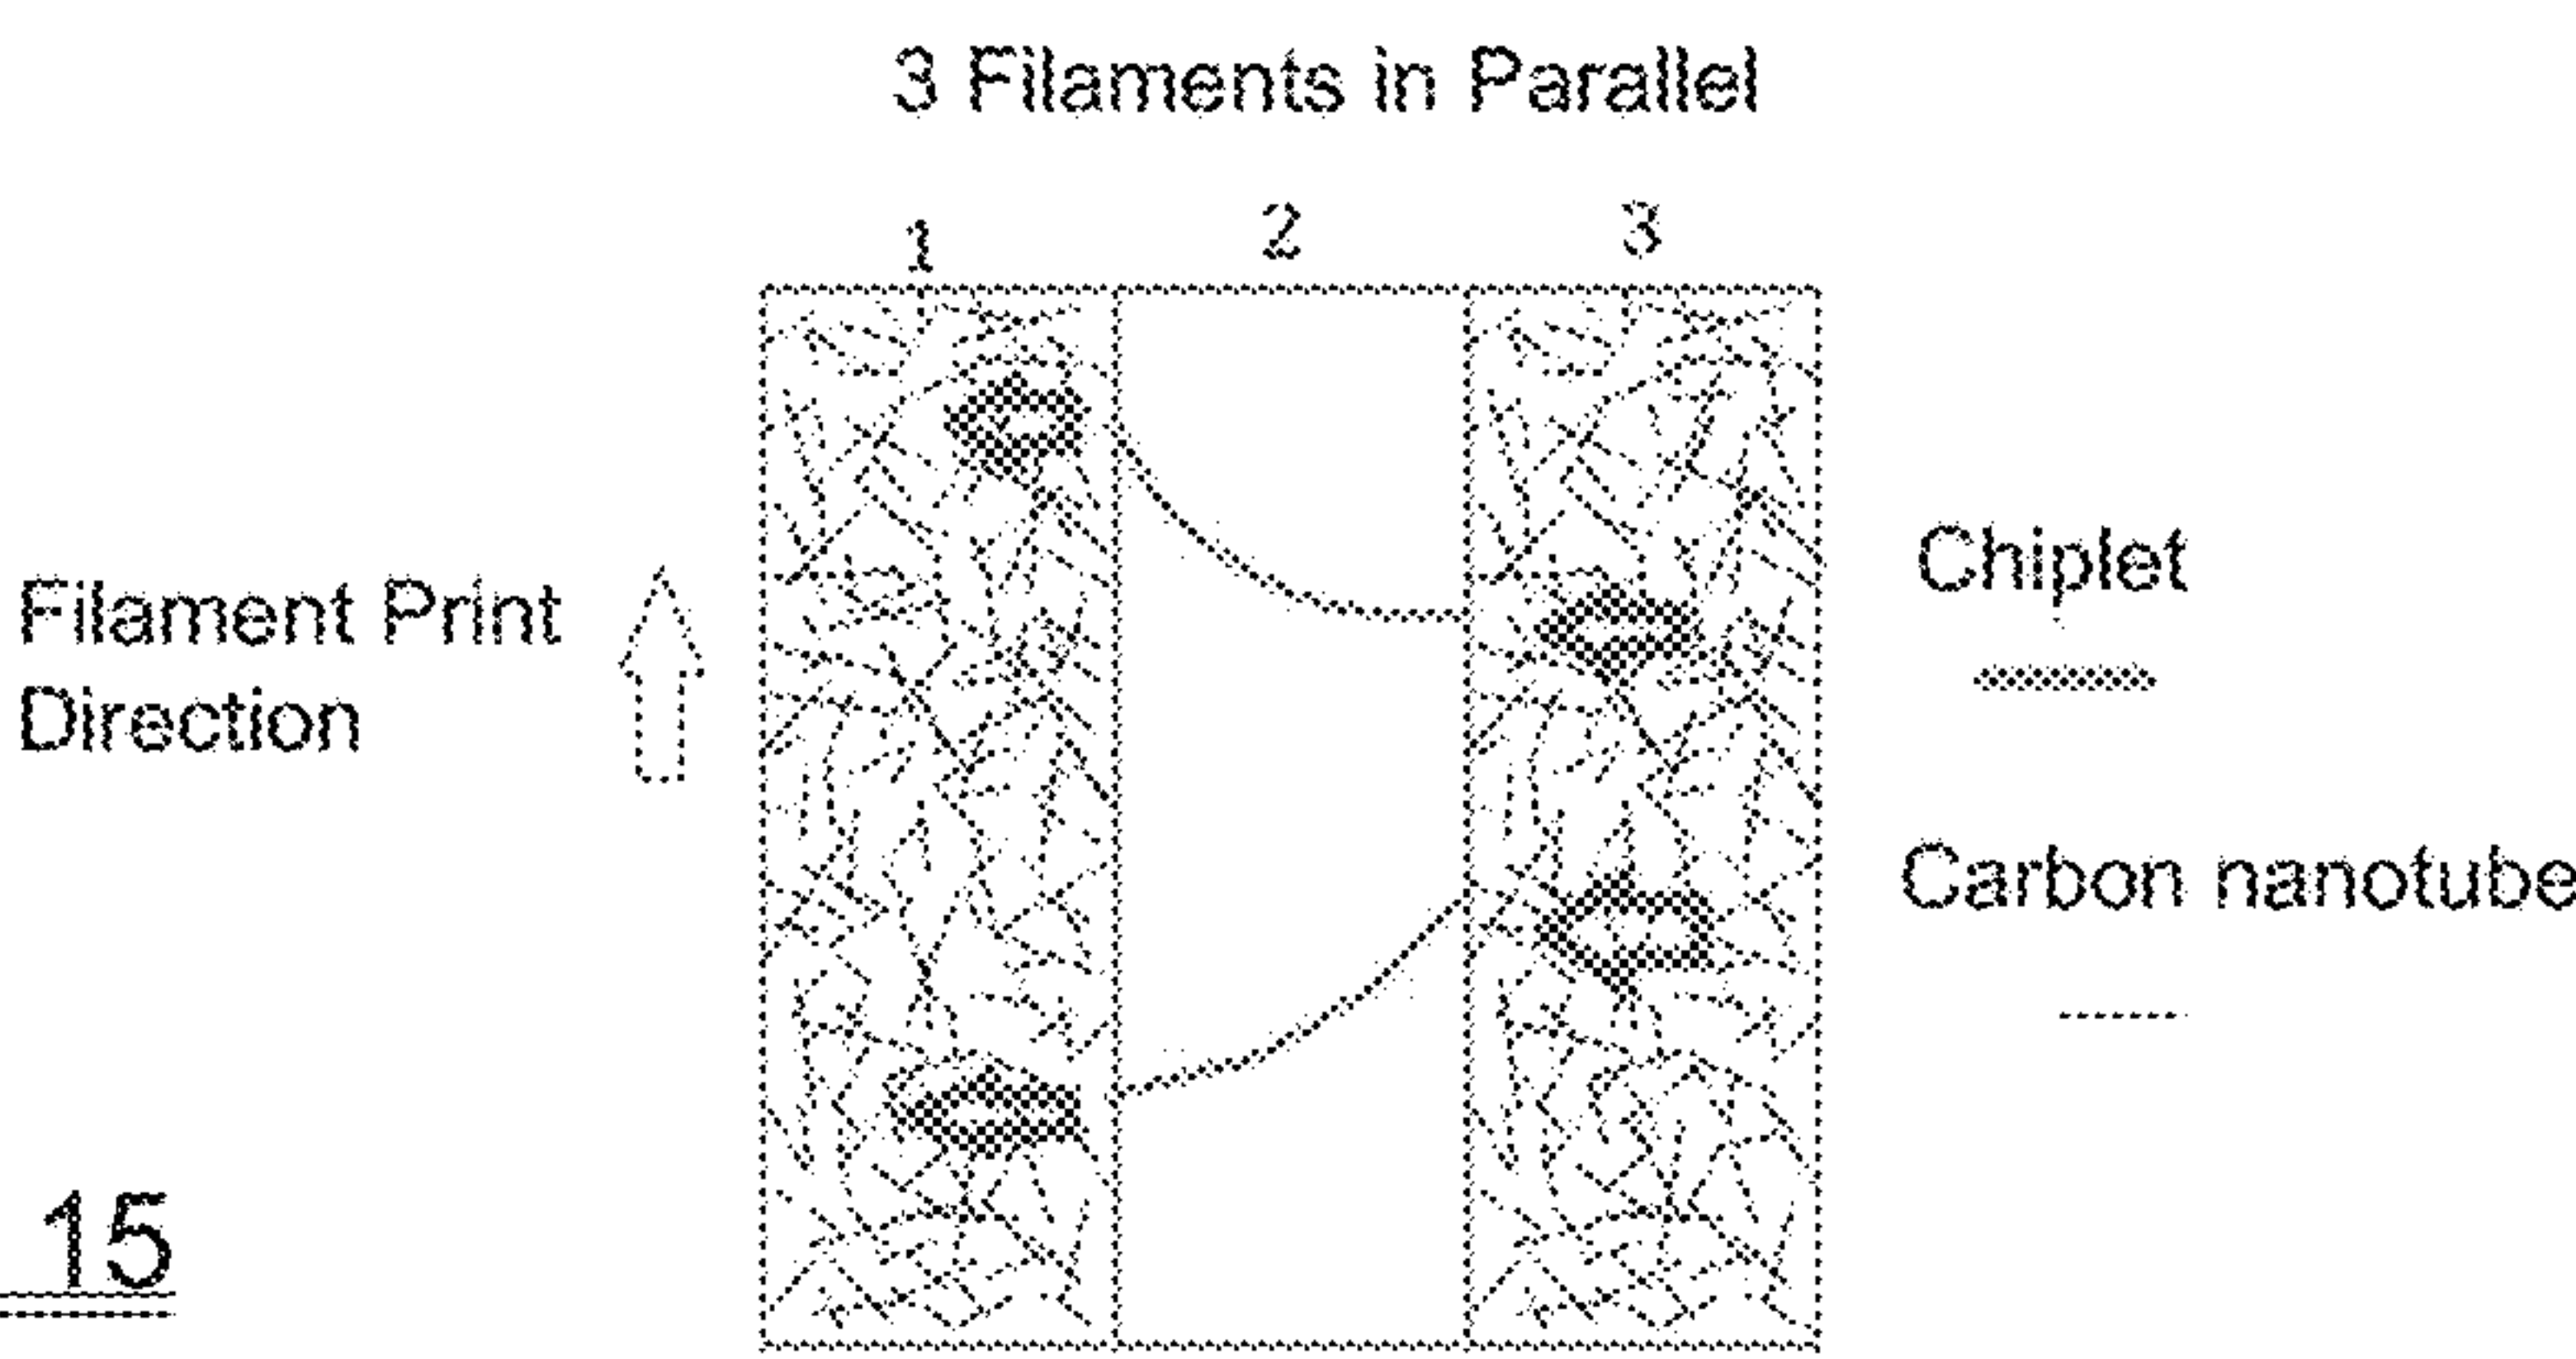 3 Filaments in Parallel
1 2 3
Filament Print
Direction
Chiplet
Carbon nanotube
15